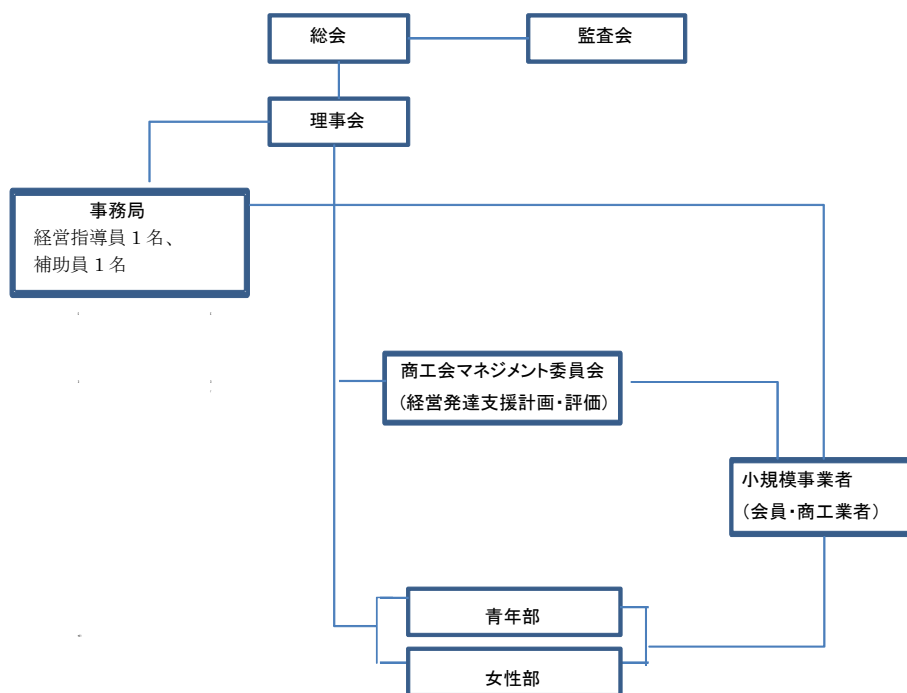 総会
監査会
理事会
事務局
経営指導員１名、
補助員１名
商工会マネジメント委員会
（経営発達支援計画・評価）
小規模事業者
（会員・商工業者）
青年部
女性部